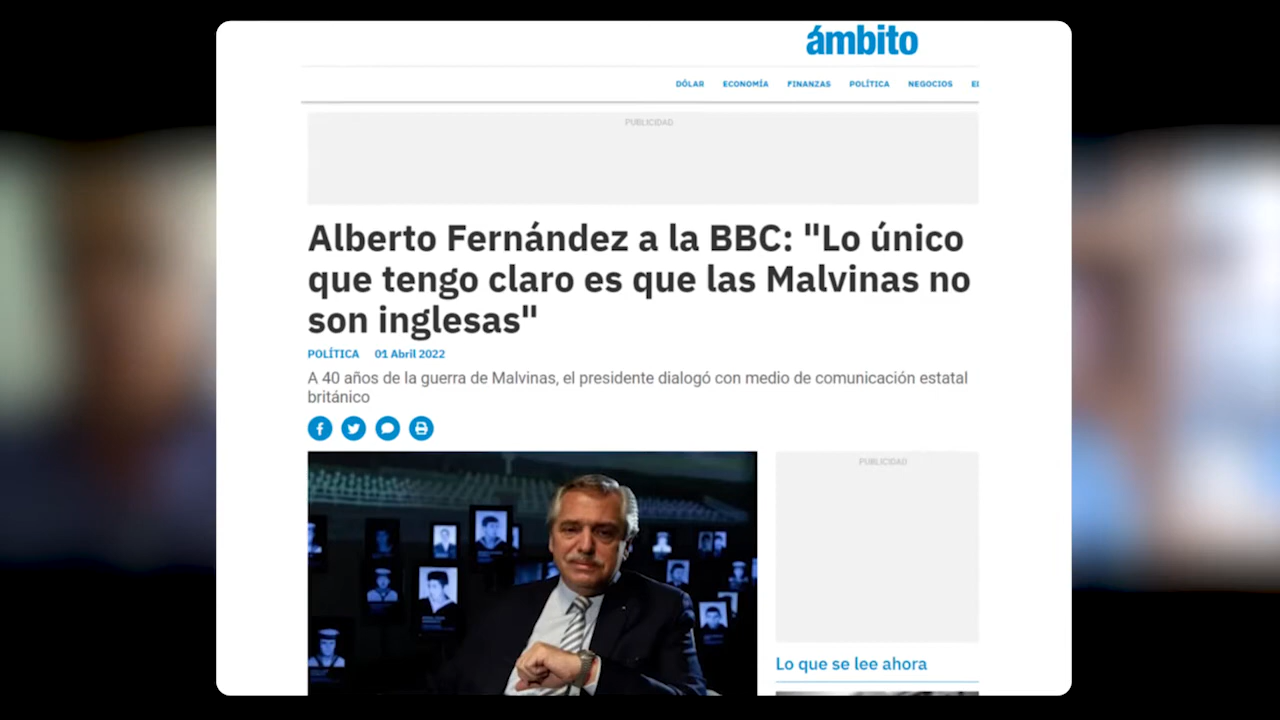 ámbito
DÓLAR ECONOMÍA FINANZAS POLÍTICA NEGOCIOS
PUBLICIDAD
Alberto Fernández a la BBC: "Lo único
que tengo claro es que las Malvinas no
son inglesas"
POLÍTICA 01 Abril 2022
A 40 años de la guerra de Malvinas, el presidente dialogó con medio de comunicación estatal
británico
PUBLICIDAD
Lo que se lee ahora